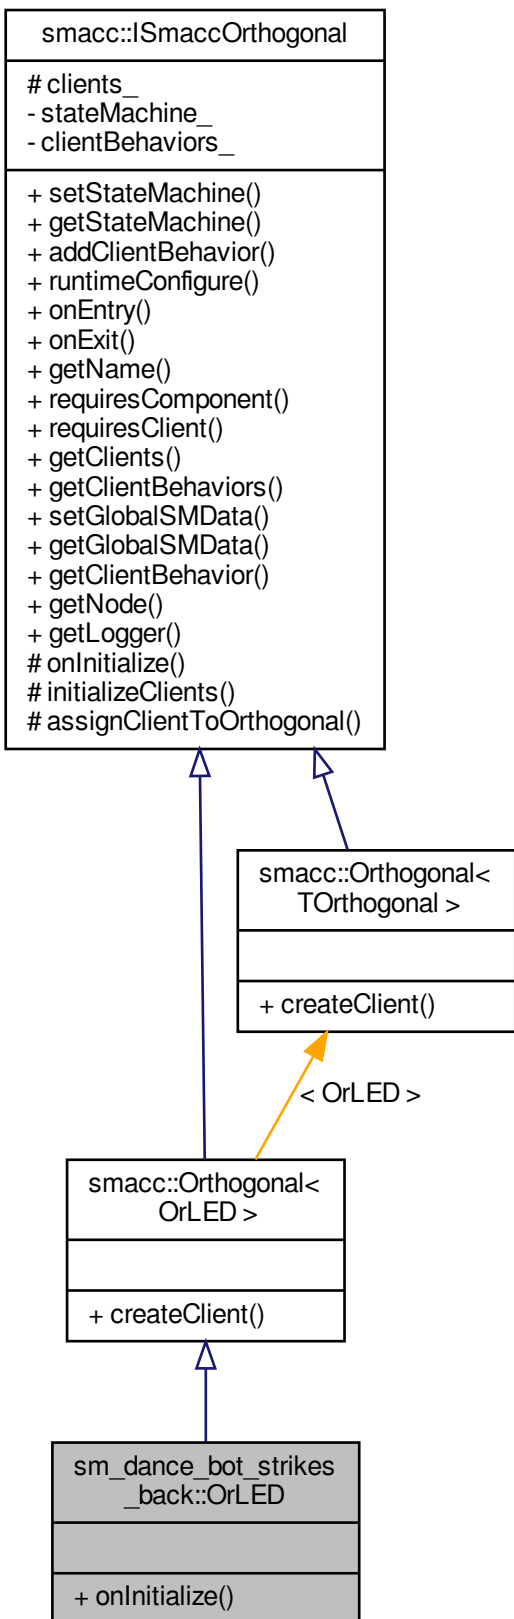 smacc::ISmaccOrthogonal
# clients_
- stateMachine_
- clientBehaviors_
+ setStateMachine()
+ getStateMachine()
+ addClientBehavior()
+ runtimeConfigure()
+ onEntry()
+ onExit()
+ getName()
+ requiresComponent()
+ requiresClient()
+ getClients()
+ getClientBehaviors()
+ setGlobalSMData()
+ getGlobalSMData()
+ getClientBehavior()
+ getNode()
+ getLogger()
# onInitialize()
# initializeClients()
# assignClientToOrthogonal()
smacc::Orthogonal<
TOrthogonal >
+ createClient()
< OrLED >
smacc::Orthogonal<
OrLED >
+ createClient()
sm_dance_bot_strikes
_back::OrLED
+ onInitialize()